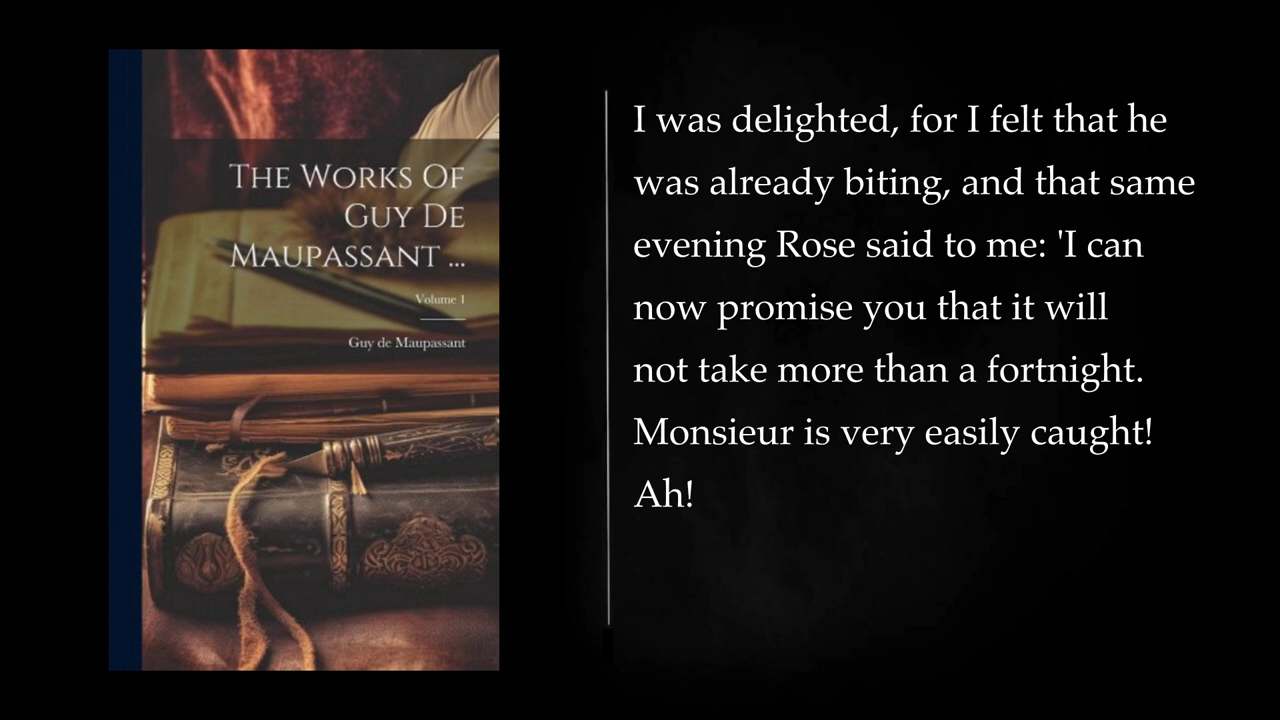 THE WORKS OF
GUY DE
MAUPASSANT ...
Volume 1
Guy de Maupassant
I was delighted, for I felt that he
was already biting, and that same
evening Rose said to me: 'I can
now promise you that it will
not take more than a fortnight.
Monsieur is very easily caught!
Ah!